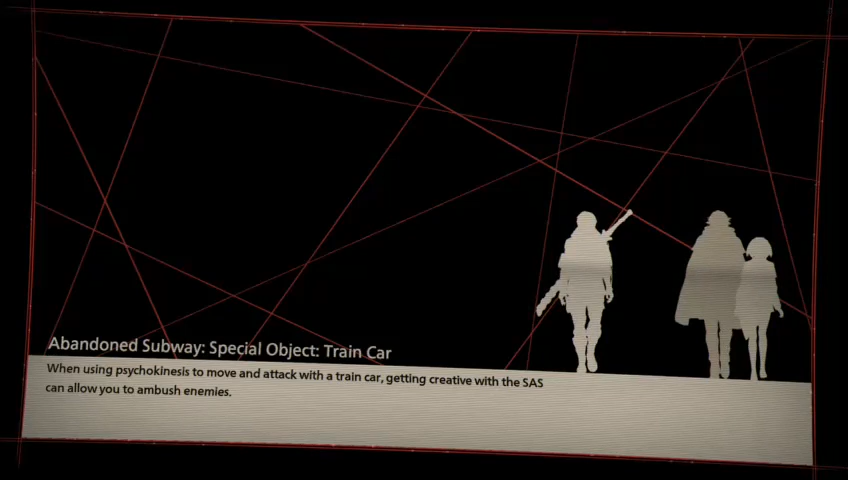 Abandoned Subway: Special Object: Train Car
When using psychokinesis to move and attack with a train car, getting creative with the SAS
can allow you to ambush enemies.